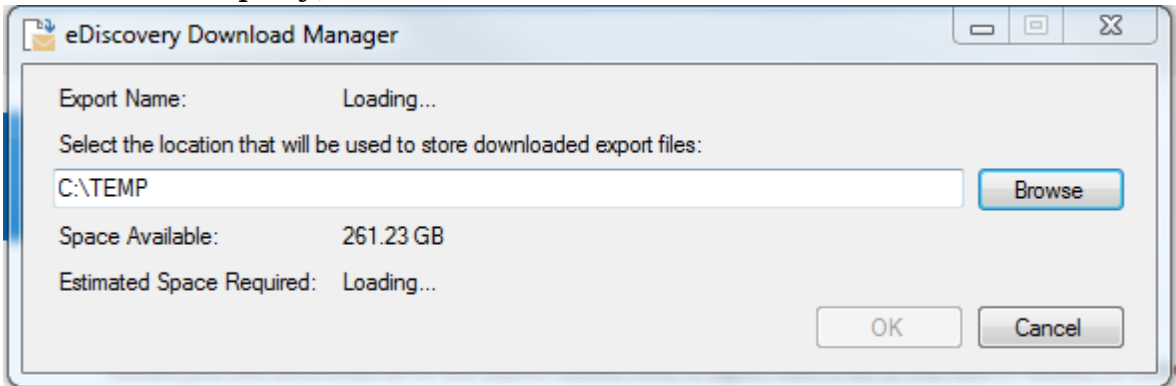 eDiscovery Download Manager
Export Name: Loading...
Select the location that will be used to store downloaded export files:
C:\TEMP Browse
Space Available: 261.23 GB
Estimated Space Required: Loading...
OK Cancel